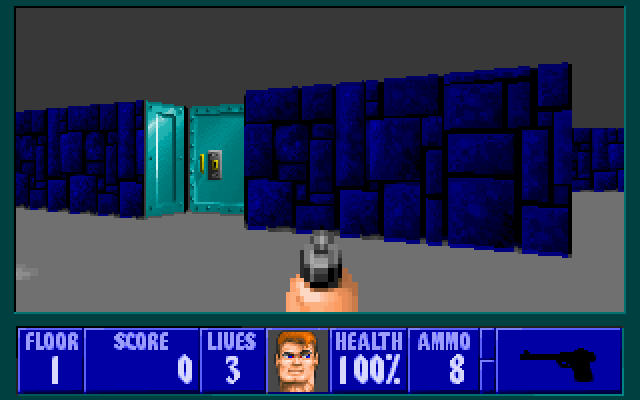 FLOOR SCORE LIVES HEALTH AMMO
1 0 3 100% 8